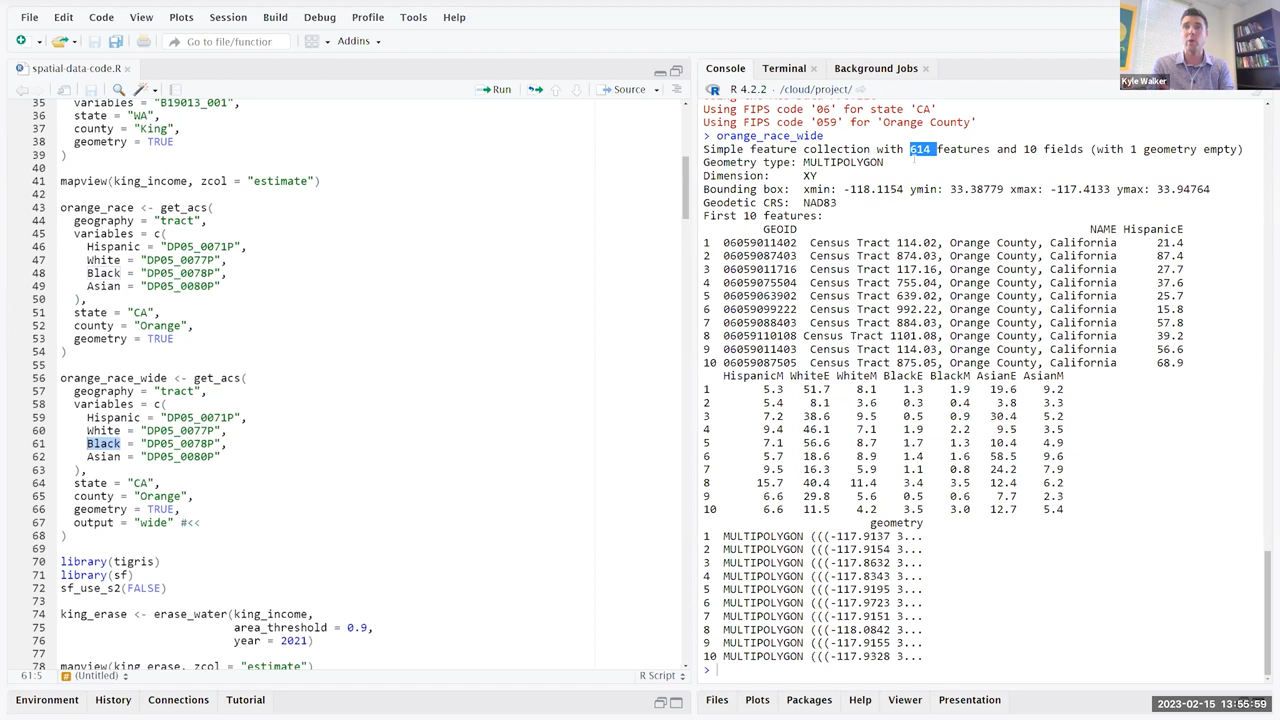 File Edit Code View Plots Session Build Debug Profile Tools Help
Go to file/function Addins
Kyle Walker
spatial-data-code.R
Run Source
35 variables = "B19013_001",
36 state = "WA",
37 county = "King",
38 geometry = TRUE
39 )
40
41 mapview(king_income, zcol = "estimate")
42
43 orange_race <- get_acs(
44 geography = "tract",
45 variables = c(
46 Hispanic = "DP05_0071P",
47 White = "DP05_0077P",
48 Black = "DP05_0078P",
49 Asian = "DP05_0080P"
50 ),
51 state = "CA",
52 county = "Orange",
53 geometry = TRUE
54 )
55
56 orange_race_wide <- get_acs(
57 geography = "tract",
58 variables = c(
59 Hispanic = "DP05_0071P",
60 White = "DP05_0077P",
61 Black = "DP05_0078P",
62 Asian = "DP05_0080P"
63 ),
64 state = "CA",
65 county = "Orange",
66 geometry = TRUE,
67 output = "wide" #<<
68 )
69
70 library(tigris)
71 library(sf)
72 sf_use_s2(FALSE)
73
74 king_erase <- erase_water(king_income,
75 area_threshold = 0.9,
76 year = 2021)
77
78 mapview(king_erase, zcol = "estimate")
61:5 (Untitled) R Script
Environment History Connections Tutorial
Console Terminal Background Jobs
R 4.2.2 · /cloud/project/
Using FIPS code '06' for state 'CA'
Using FIPS code '059' for 'Orange County'
> orange_race_wide
Simple feature collection with 614 features and 10 fields (with 1 geometry empty)
Geometry type: MULTIPOLYGON
Dimension: XY
Bounding box: xmin: -118.1154 ymin: 33.38779 xmax: -117.4133 ymax: 33.94764
Geodetic CRS: NAD83
First 10 features:
GEOID NAME HispanicE
1 06059011402 Census Tract 114.02, Orange County, California 21.4
2 06059087403 Census Tract 874.03, Orange County, California 87.4
3 06059011716 Census Tract 117.16, Orange County, California 27.7
4 06059075504 Census Tract 755.04, Orange County, California 37.6
5 06059063902 Census Tract 639.02, Orange County, California 25.7
6 06059099222 Census Tract 992.22, Orange County, California 15.8
7 06059088403 Census Tract 884.03, Orange County, California 57.8
8 06059110108 Census Tract 1101.08, Orange County, California 39.2
9 06059011403 Census Tract 114.03, Orange County, California 56.6
10 06059087505 Census Tract 875.05, Orange County, California 68.9
HispanicM WhiteE WhiteM BlackE BlackM AsianE AsianM
1 5.3 51.7 8.1 1.3 1.9 19.6 9.2
2 5.4 8.1 3.6 0.3 0.4 3.8 3.3
3 7.2 38.6 9.5 0.5 0.9 30.4 5.2
4 9.4 46.1 7.1 1.9 2.2 9.5 3.5
5 7.1 56.6 8.7 1.7 1.3 10.4 4.9
6 5.7 18.6 8.9 1.4 1.6 58.5 9.6
7 9.5 16.3 5.9 1.1 0.8 24.2 7.9
8 15.7 40.4 11.4 3.4 3.5 12.4 6.2
9 6.6 29.8 5.6 0.5 0.6 7.7 2.3
10 6.6 11.5 4.2 3.5 3.0 12.7 5.4
geometry
1 MULTIPOLYGON (((-117.9137 3...
2 MULTIPOLYGON (((-117.9154 3...
3 MULTIPOLYGON (((-117.8632 3...
4 MULTIPOLYGON (((-117.8343 3...
5 MULTIPOLYGON (((-117.9195 3...
6 MULTIPOLYGON (((-117.9723 3...
7 MULTIPOLYGON (((-117.9151 3...
8 MULTIPOLYGON (((-118.0842 3...
9 MULTIPOLYGON (((-117.9155 3...
10 MULTIPOLYGON (((-117.9328 3...
>
Files Plots Packages Help Viewer Presentation
2023-02-15 13:55:59